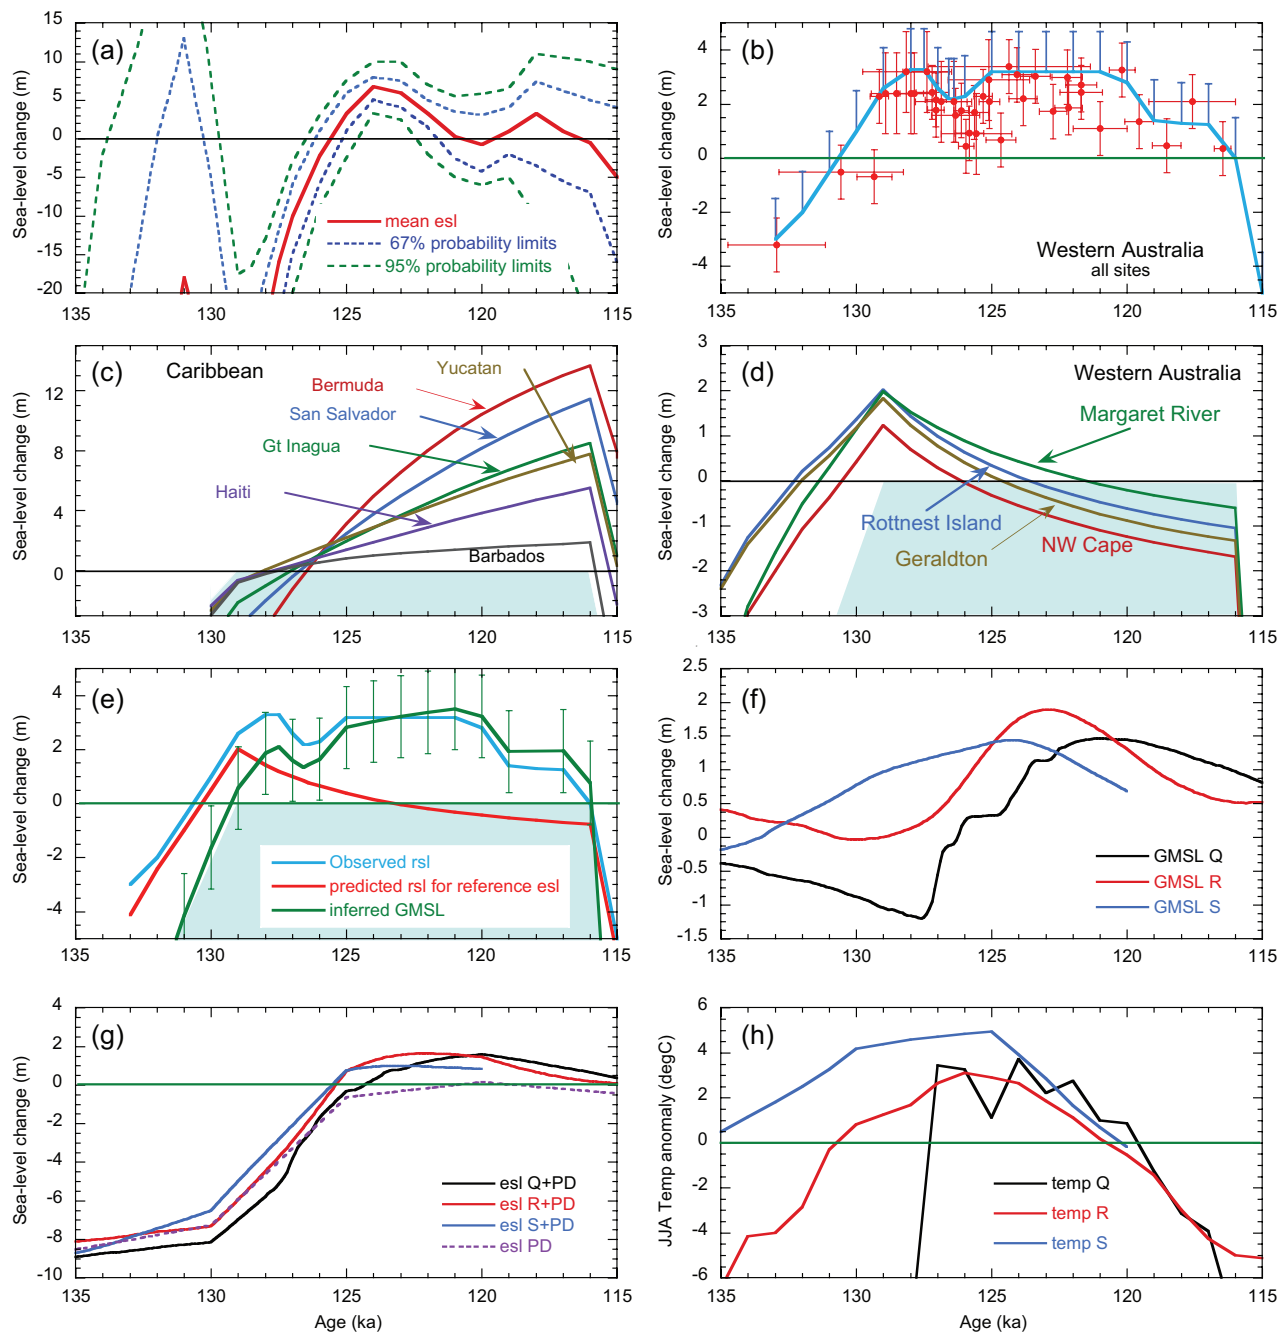 (a)
Sea-level change (m)
15
10
5
0
-5
-10
-15
-20
mean esl
67% probability limits
95% probability limits
135
130
125
120
115
(b)
Sea-level change (m)
4
2
0
-2
-4
Western Australia
all sites
135
130
125
120
115
(c)
Caribbean
Sea-level change (m)
12
8
4
0
Yucatan
Bermuda
San Salvador
Gt Inagua
Haiti
Barbados
135
130
125
120
115
(d)
Western Australia
Sea-level change (m)
3
2
1
0
-1
-2
-3
Margaret River
Rottnest Island
Geraldton
NW Cape
135
130
125
120
115
(e)
Sea-level change (m)
4
2
0
-2
-4
Observed rsl
predicted rsl for reference esl
inferred GMSL
135
130
125
120
115
(f)
Sea-level change (m)
2.5
2
1.5
1
0.5
0
-0.5
-1
-1.5
GMSL Q
GMSL R
GMSL S
135
130
125
120
115
(g)
Sea-level change (m)
4
2
0
-2
-4
-6
-8
-10
esl Q+PD
esl R+PD
esl S+PD
esl PD
135
130
125
120
115
Age (ka)
(h)
JJA Temp anomaly (degC)
6
4
2
0
-2
-4
-6
temp Q
temp R
temp S
135
130
125
120
115
Age (ka)